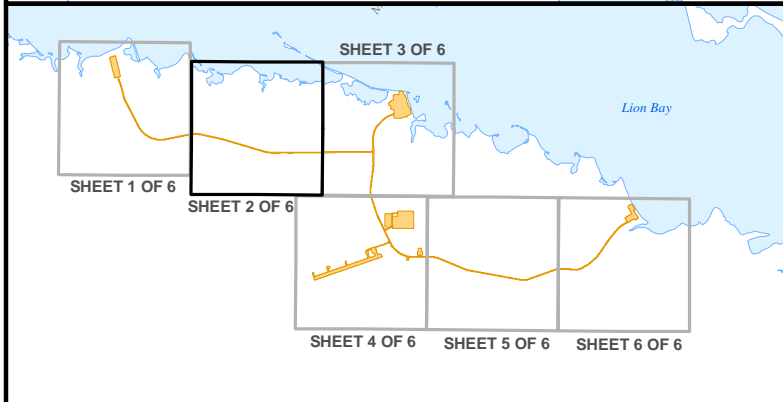 SHEET 3 OF 6
Lion Bay
SHEET 1 OF 6
SHEET 2 OF 6
SHEET 4 OF 6
SHEET 5 OF 6
SHEET 6 OF 6